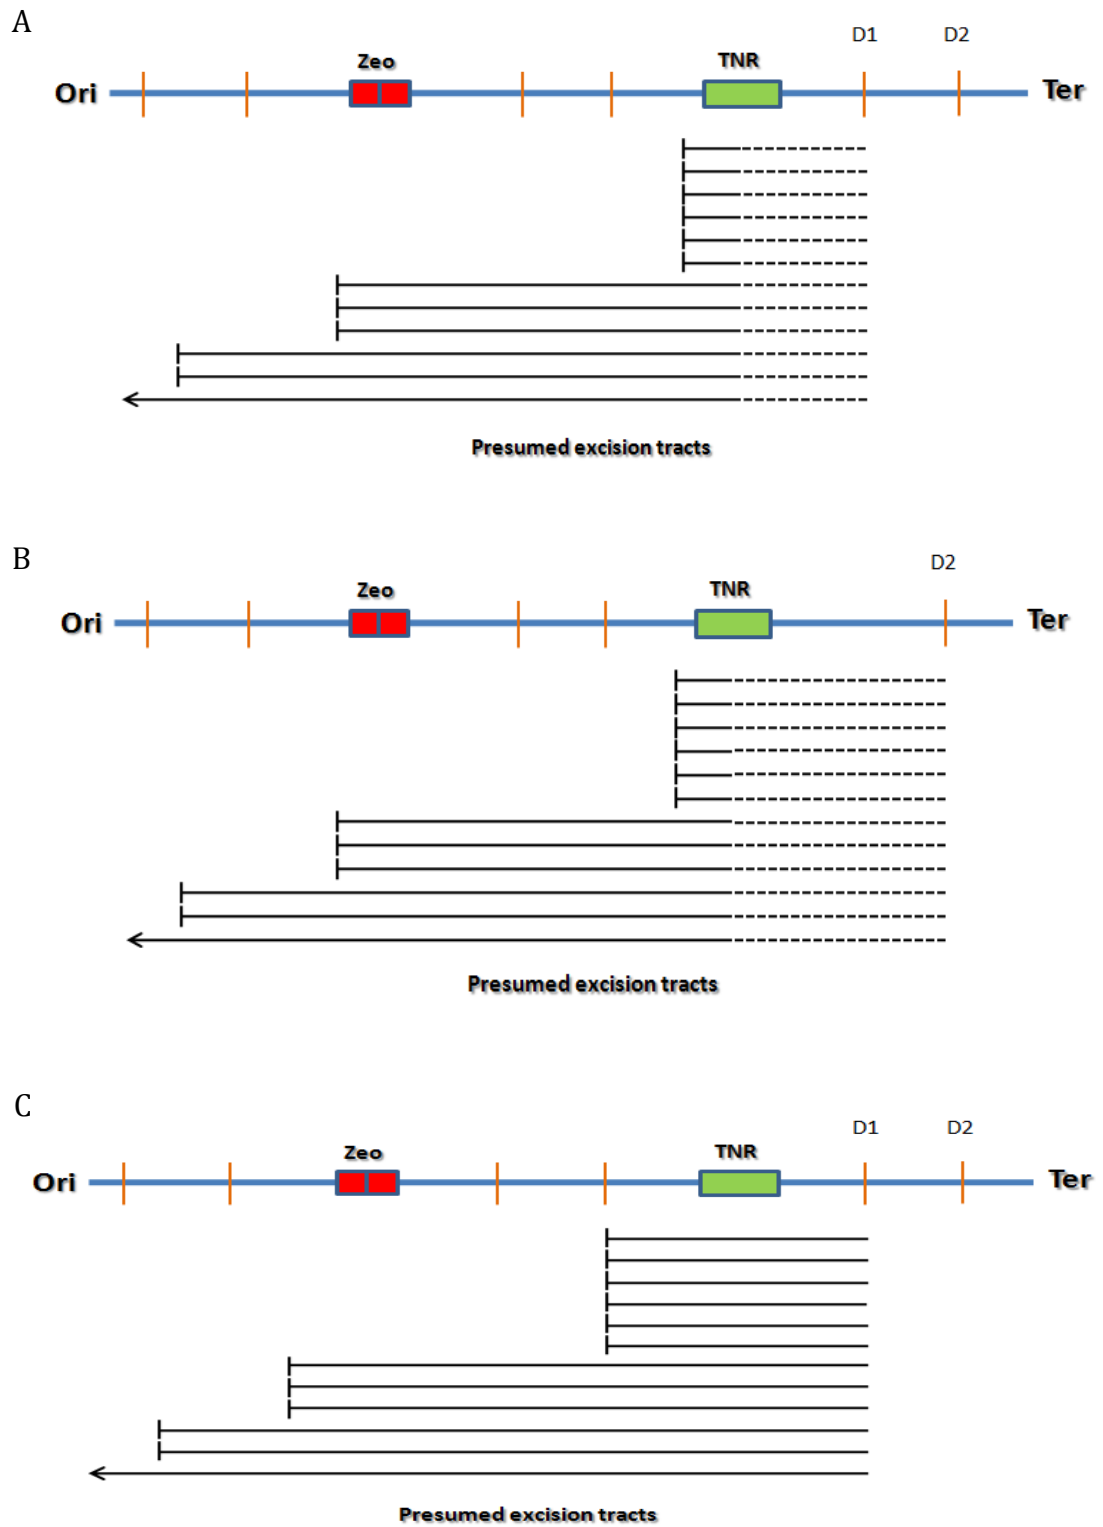 A
D1 D2
Zeo TNR
Ori Ter
Presumed excision tracts
B
D2
Zeo TNR
Ori Ter
Presumed excision tracts
C
D1 D2
Zeo TNR
Ori Ter
Presumed excision tracts